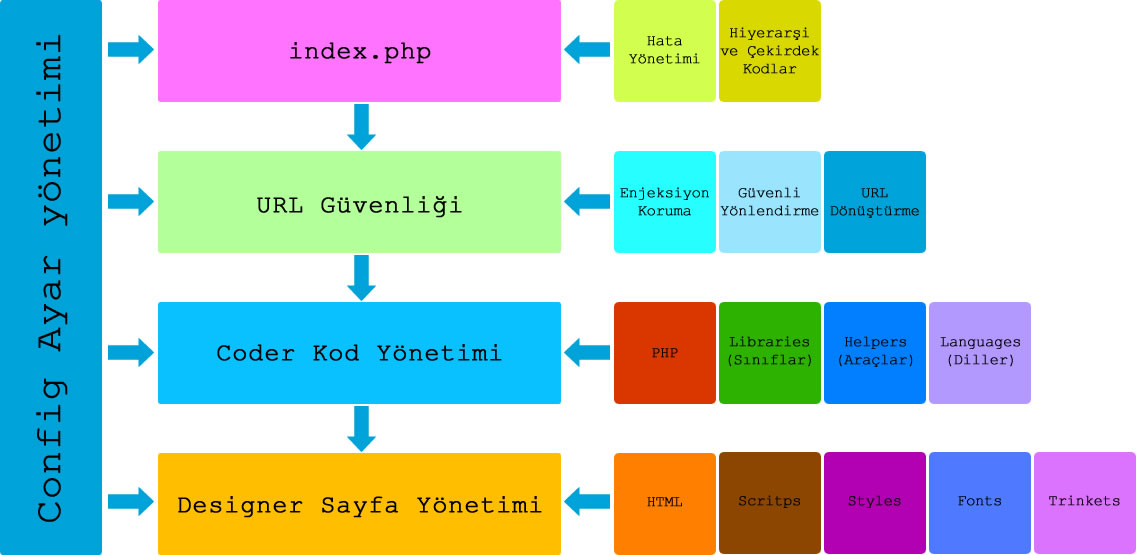 Config Ayar yönetimi
index.php
Hata
Yönetimi
Hiyerarşi
ve Çekirdek
Kodlar
URL Güvenliği
Enjeksiyon
Koruma
Güvenli
Yönlendirme
URL
Dönüştürme
Coder Kod Yönetimi
PHP
Libraries
(Sınıflar)
Helpers
(Araçlar)
Languages
(Diller)
Designer Sayfa Yönetimi
HTML
Scritps
Styles
Fonts
Trinkets